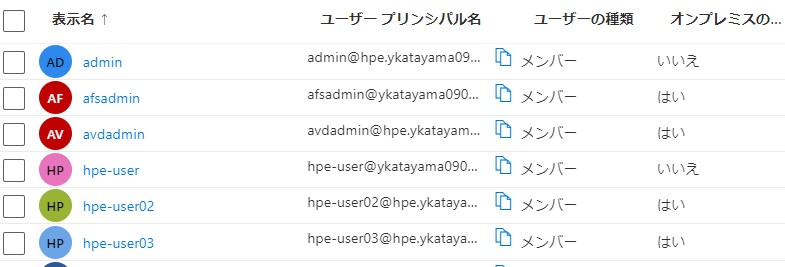 表示名 ↑ ユーザー プリンシパル名 ユーザーの種類 オンプレミスの...
AD admin admin@hpe.ykatayama09... メンバー いいえ
AF afsadmin afsadmin@ykatayama090... メンバー はい
AV avdadmin avdadmin@hpe.ykatayam... メンバー はい
HP hpe-user hpe-user@ykatayama090... メンバー いいえ
HP hpe-user02 hpe-user02@hpe.ykataya... メンバー はい
HP hpe-user03 hpe-user03@hpe.ykataya... メンバー はい